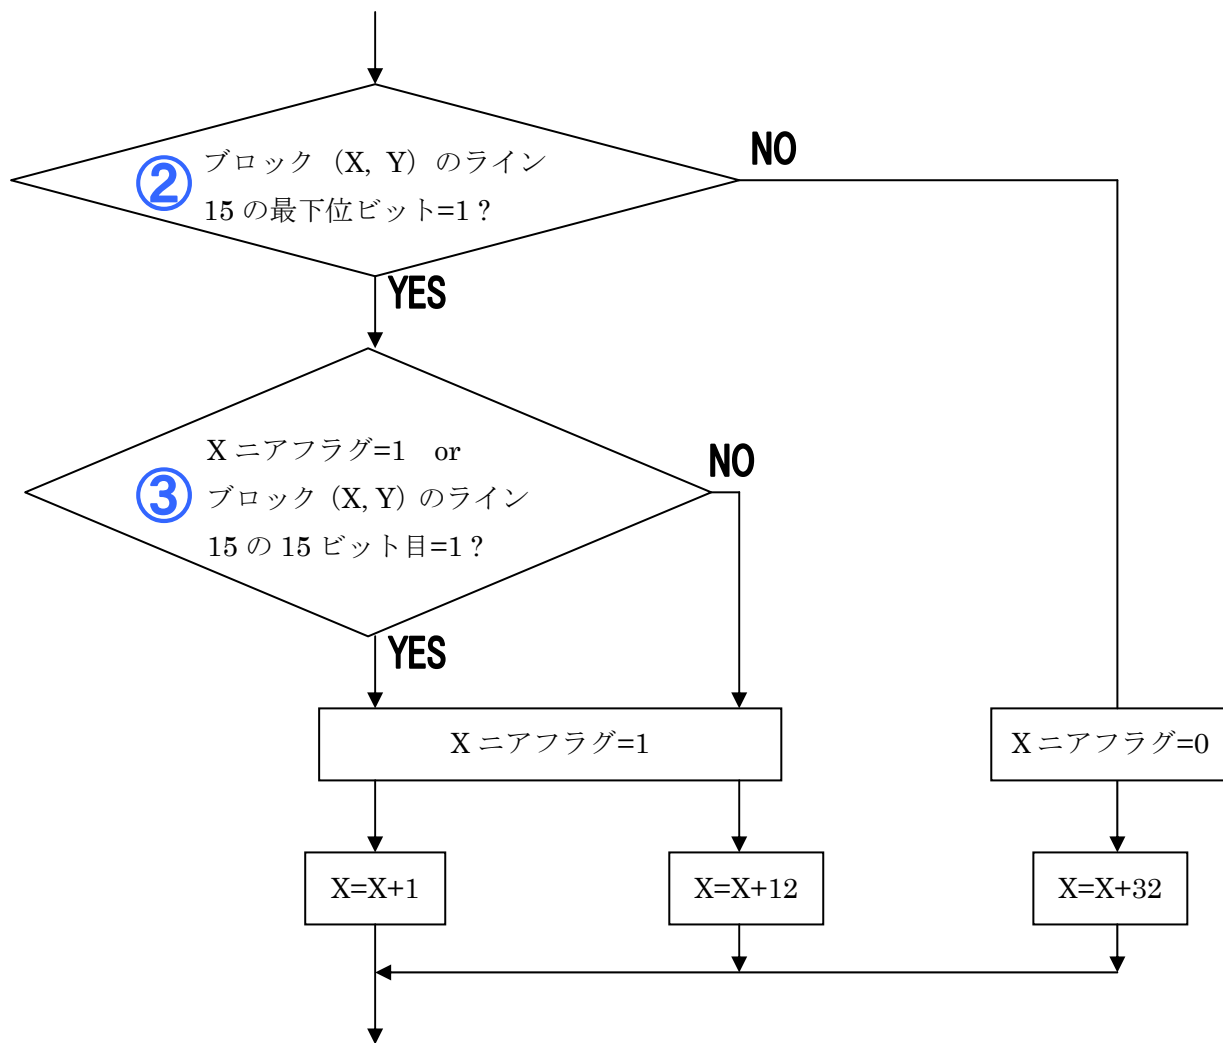 NO
② ブロック（X, Y）のライン
15 の最下位ビット=1？
YES
X ニアフラグ=1　or
NO
③ ブロック（X, Y）のライン
15 の 15 ビット目=1？
YES
X ニアフラグ=1
X ニアフラグ=0
X=X+1
X=X+12
X=X+32